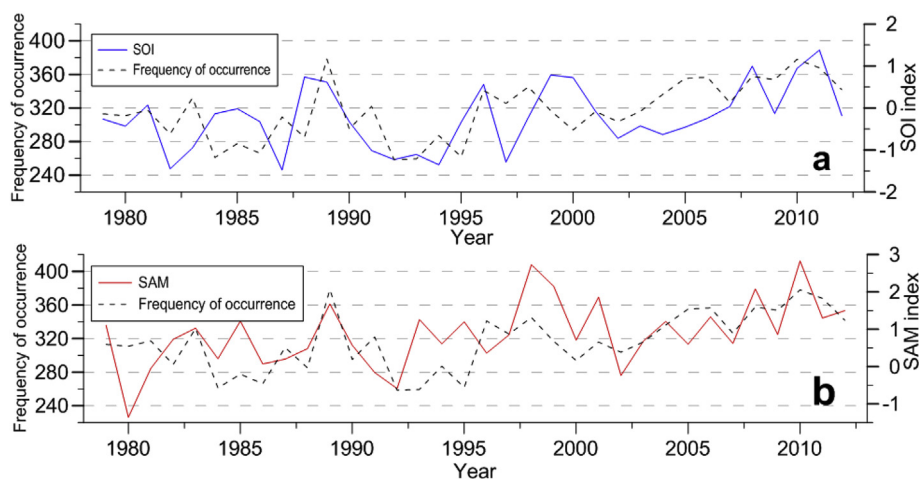 Frequency of occurrence
400
360
320
280
240
SOI
Frequency of occurrence
2
1
0
-1
-2
SOI index
a
1980 1985 1990 1995 2000 2005 2010
Year
Frequency of occurrence
400
360
320
280
240
SAM
Frequency of occurrence
3
2
1
0
-1
SAM index
b
1980 1985 1990 1995 2000 2005 2010
Year